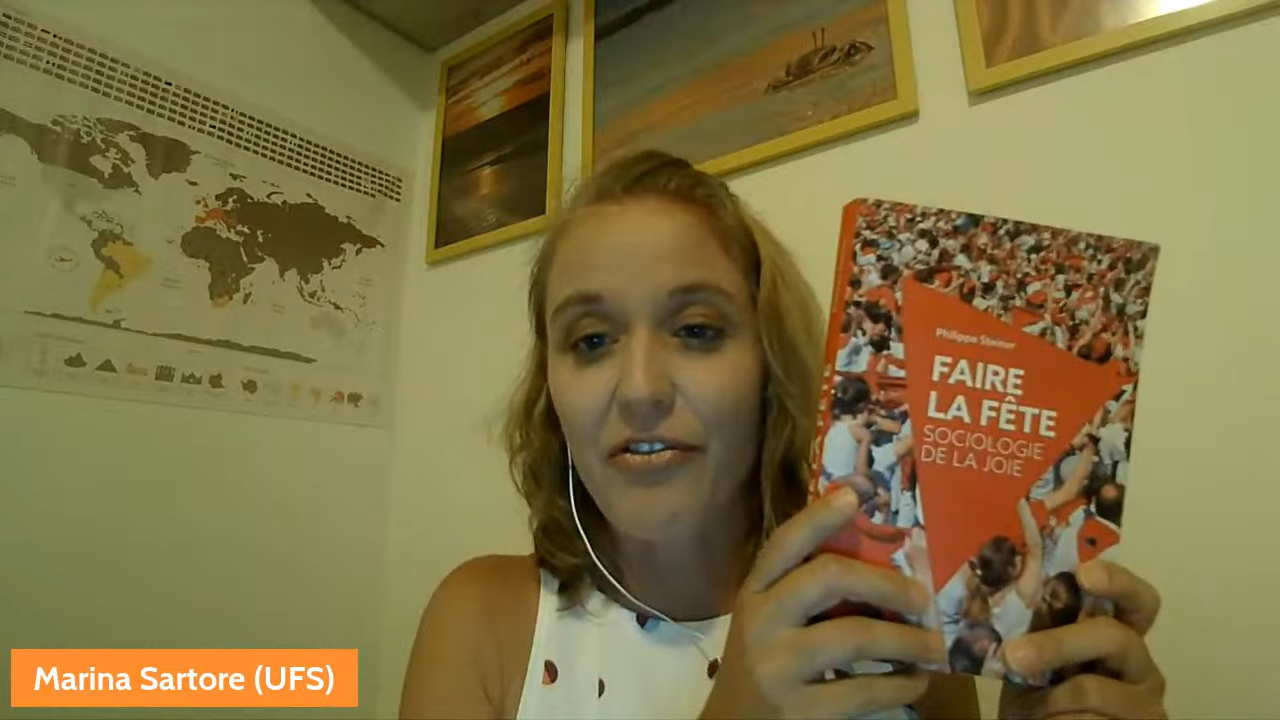 Philippe Steiner
FAIRE
LA FÊTE
SOCIOLOGIE
DE LA JOIE
Marina Sartore (UFS)